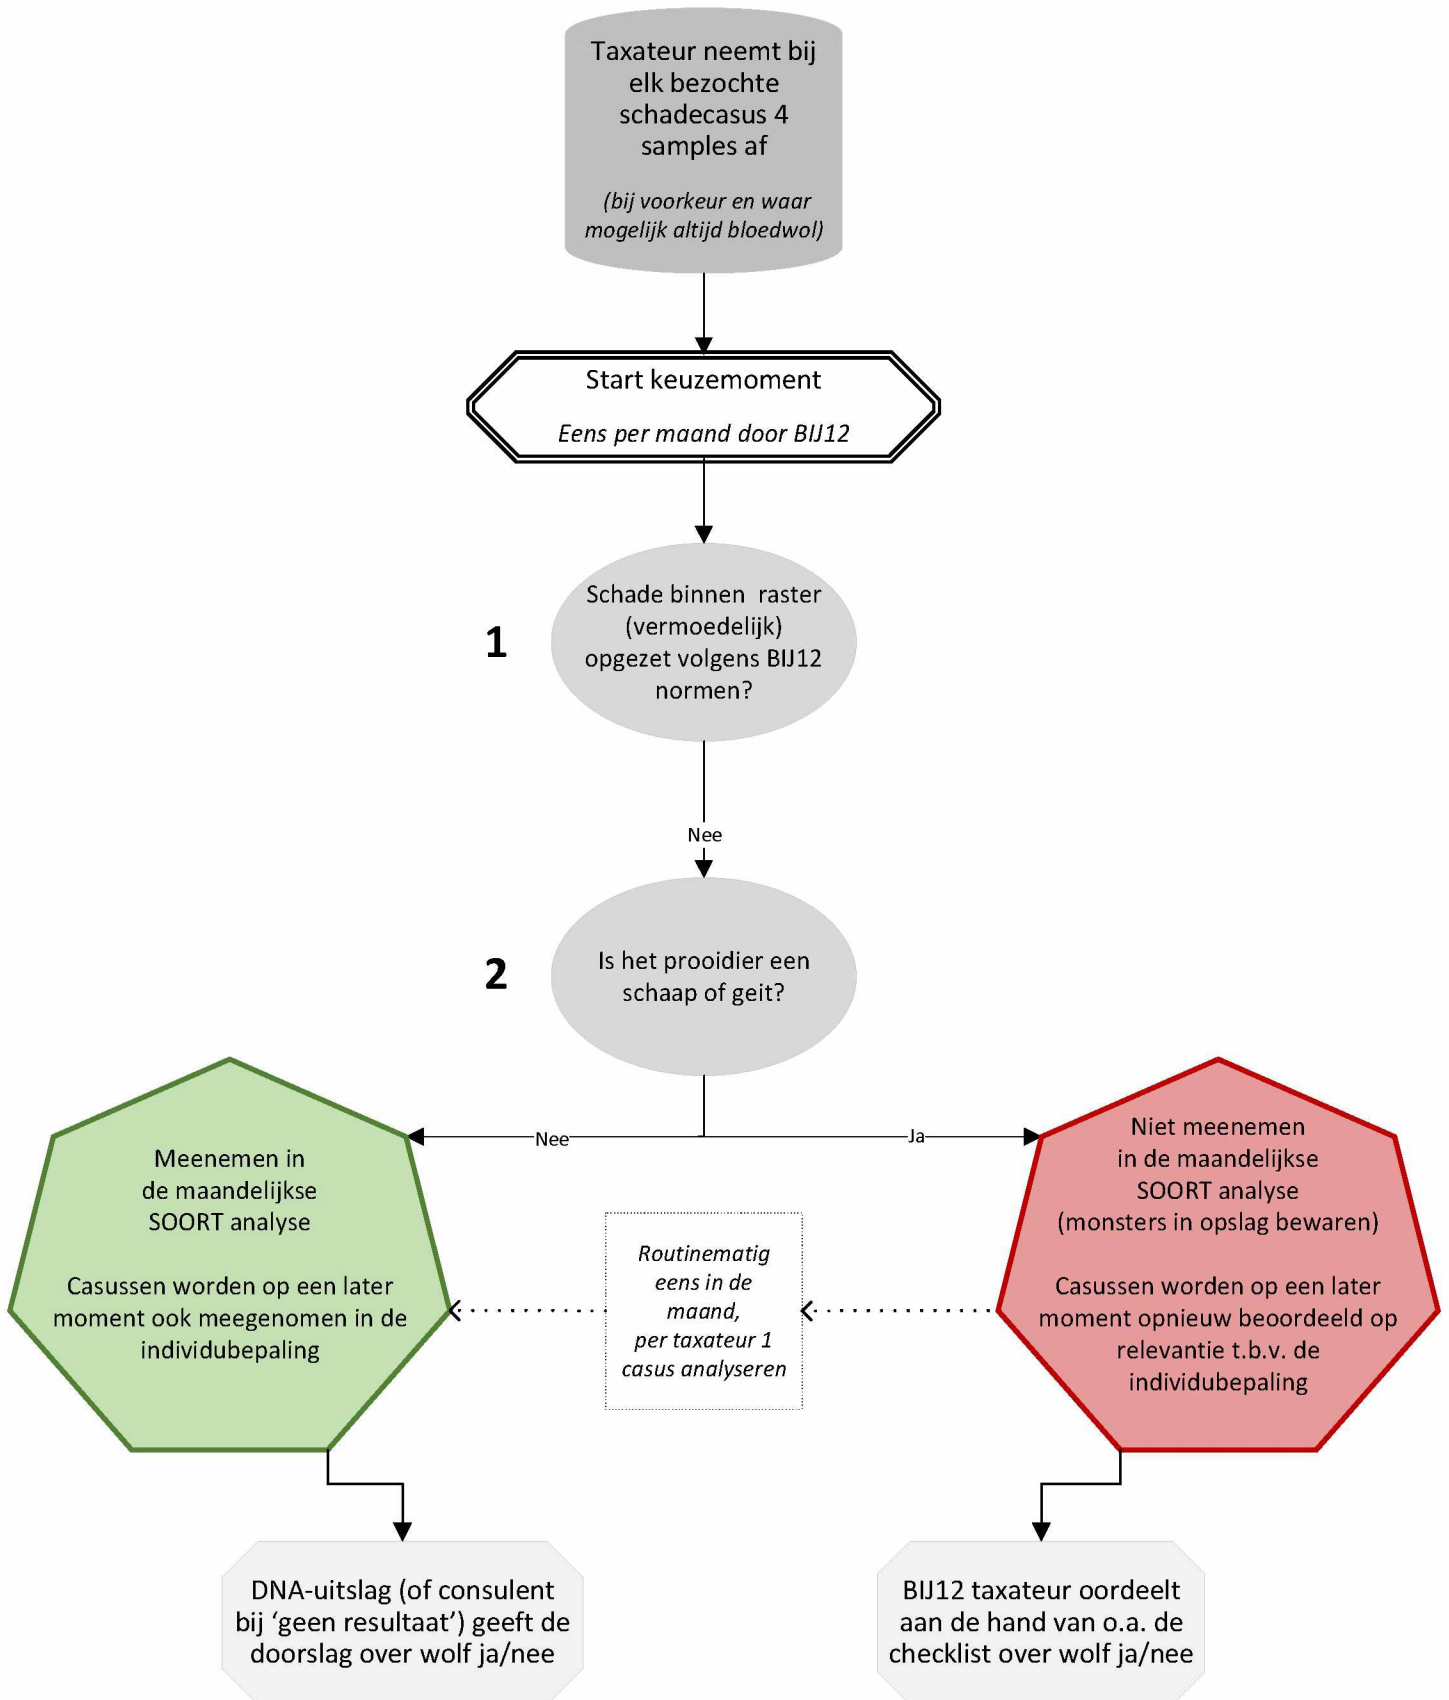 Taxateur neemt bij
elk bezochte
schadecasus 4
samples af
(bij voorkeur en waar
mogelijk altijd bloedwol)
Start keuzemoment
Eens per maand door BIJ12
1
Schade binnen raster
(vermoedelijk)
opgezet volgens BIJ12
normen?
Nee
2
Is het prooidier een
schaap of geit?
Nee
Ja
Meenemen in
de maandelijkse
SOORT analyse
Casussen worden op een later
moment ook meegenomen in de
individubepaling
Routinematig
eens in de
maand,
per taxateur 1
casus analyseren
Niet meenemen
in de maandelijkse
SOORT analyse
(monsters in opslag bewaren)
Casussen worden op een later
moment opnieuw beoordeeld op
relevantie t.b.v. de
individubepaling
DNA-uitslag (of consulent
bij ‘geen resultaat’) geeft de
doorslag over wolf ja/nee
BIJ12 taxateur oordeelt
aan de hand van o.a. de
checklist over wolf ja/nee